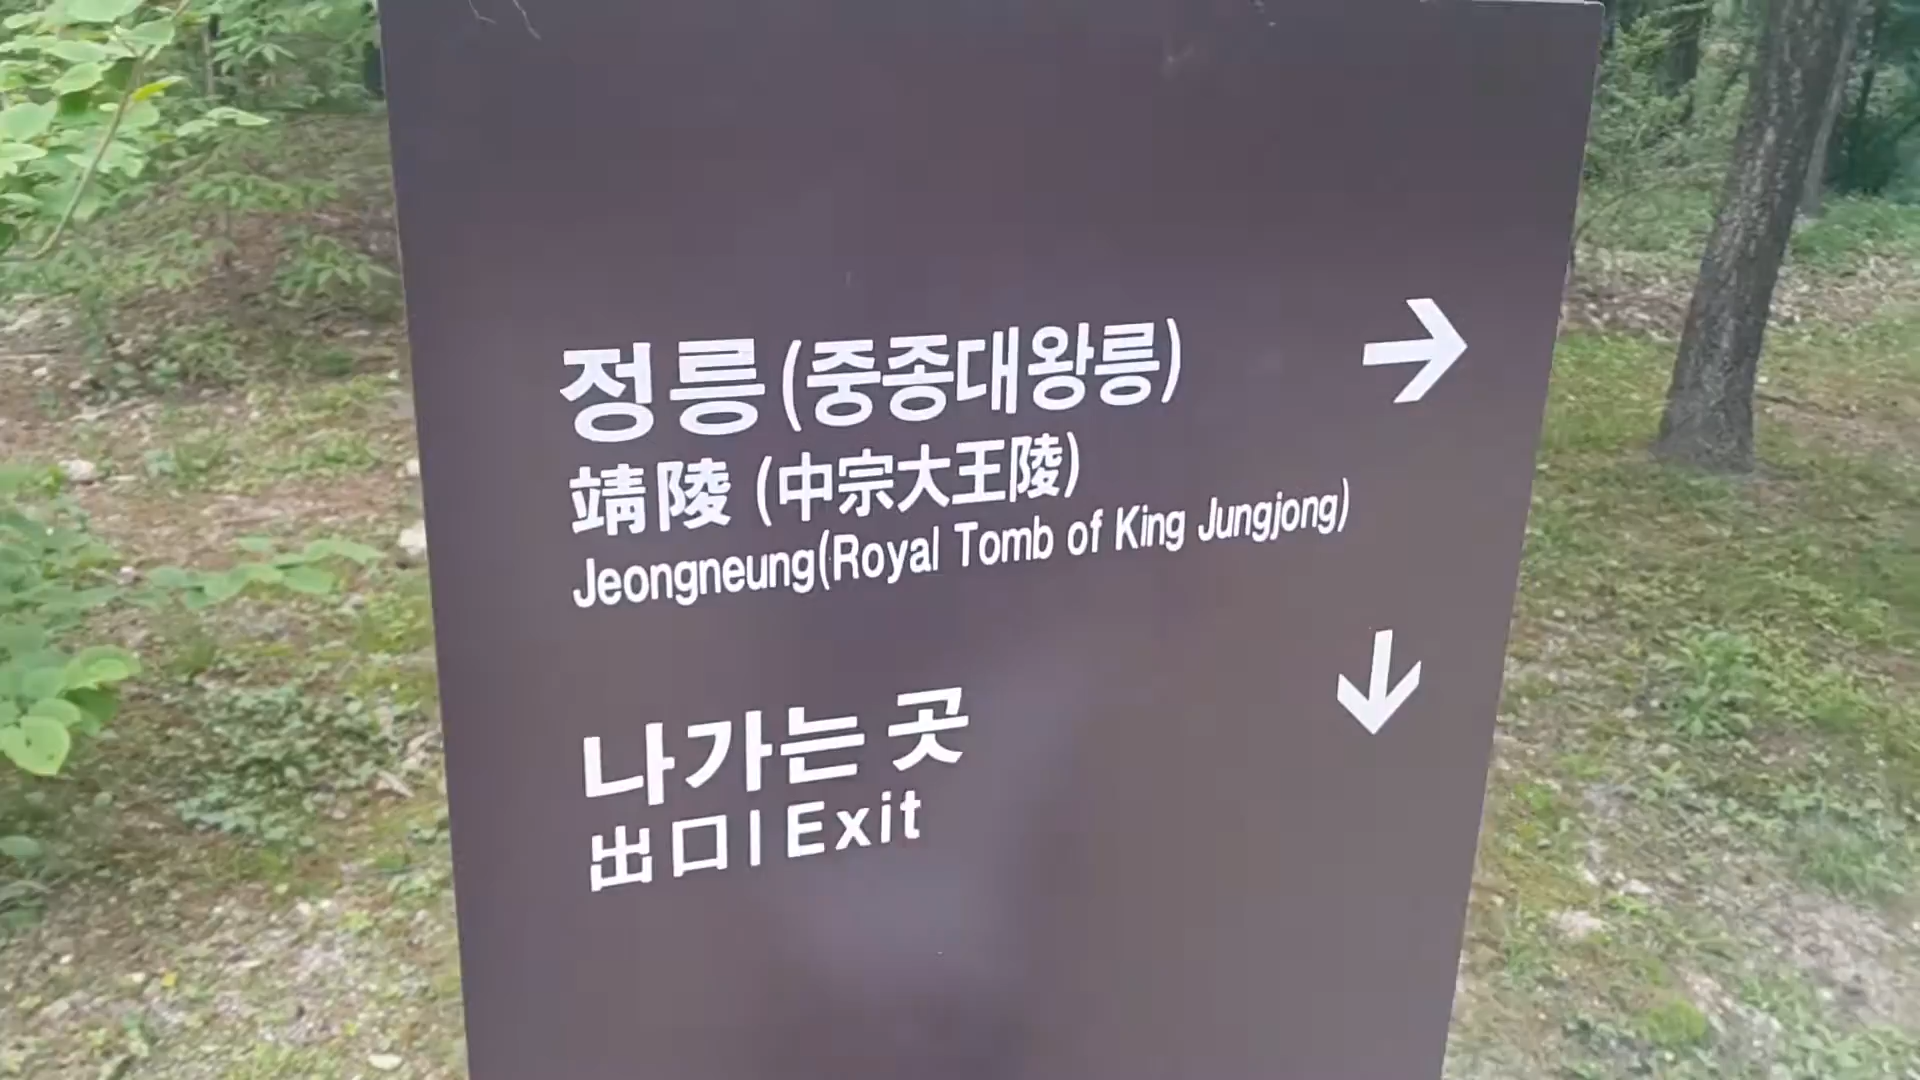 정릉(중종대왕릉)
靖陵 (中宗大王陵)
Jeongneung(Royal Tomb of King Jungjong)
나가는 곳
出口 | Exit